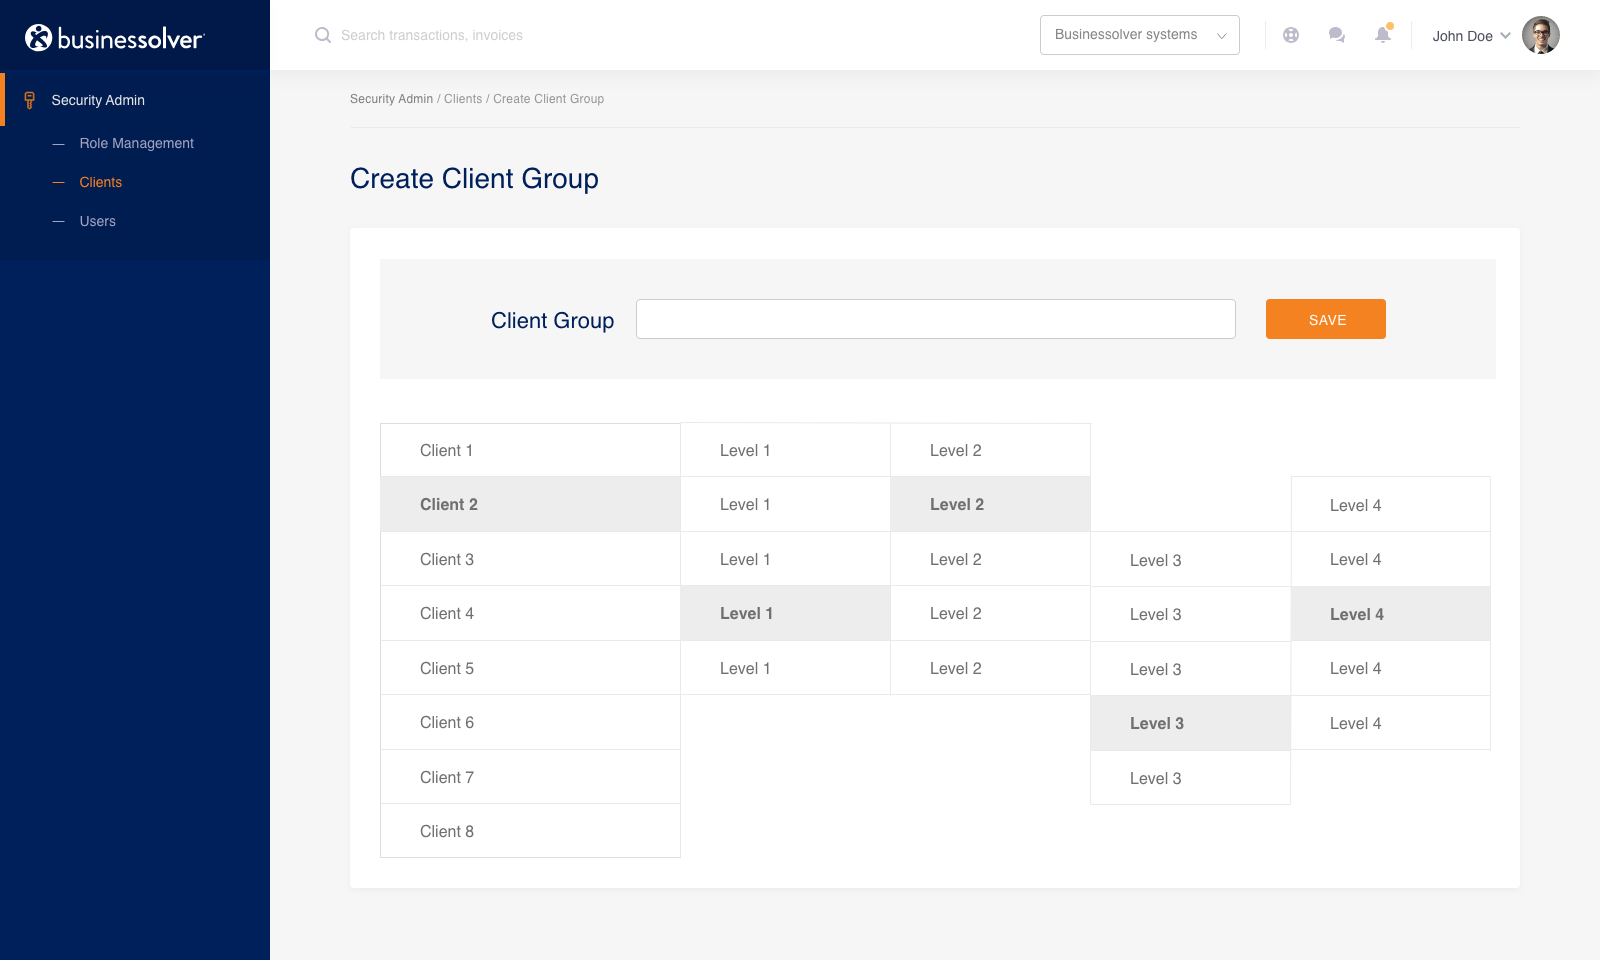 businessolver
Search transactions, invoices
Businessolver systems
John Doe
Security Admin
Role Management
Clients
Users
Security Admin / Clients / Create Client Group
Create Client Group
Client Group
SAVE
Client 1
Client 2
Client 3
Client 4
Client 5
Client 6
Client 7
Client 8
Level 1
Level 1
Level 1
Level 1
Level 1
Level 2
Level 2
Level 2
Level 2
Level 2
Level 3
Level 3
Level 3
Level 3
Level 3
Level 4
Level 4
Level 4
Level 4
Level 4